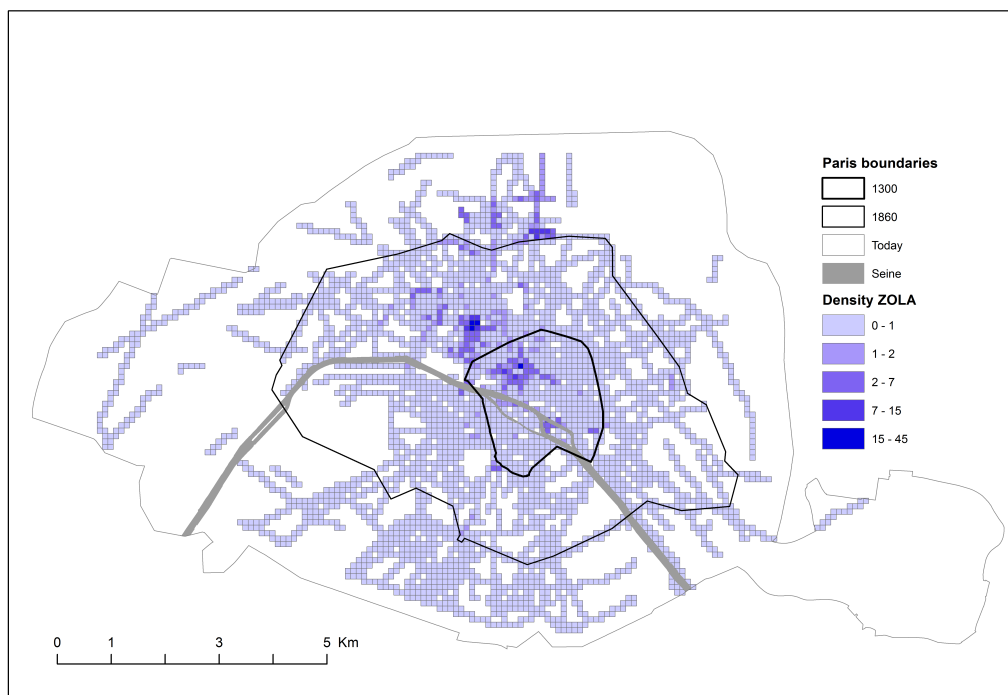 Paris boundaries
1300
1860
Today
Seine
Density ZOLA
0 - 1
1 - 2
2 - 7
7 - 15
15 - 45
0 1 3 5 Km